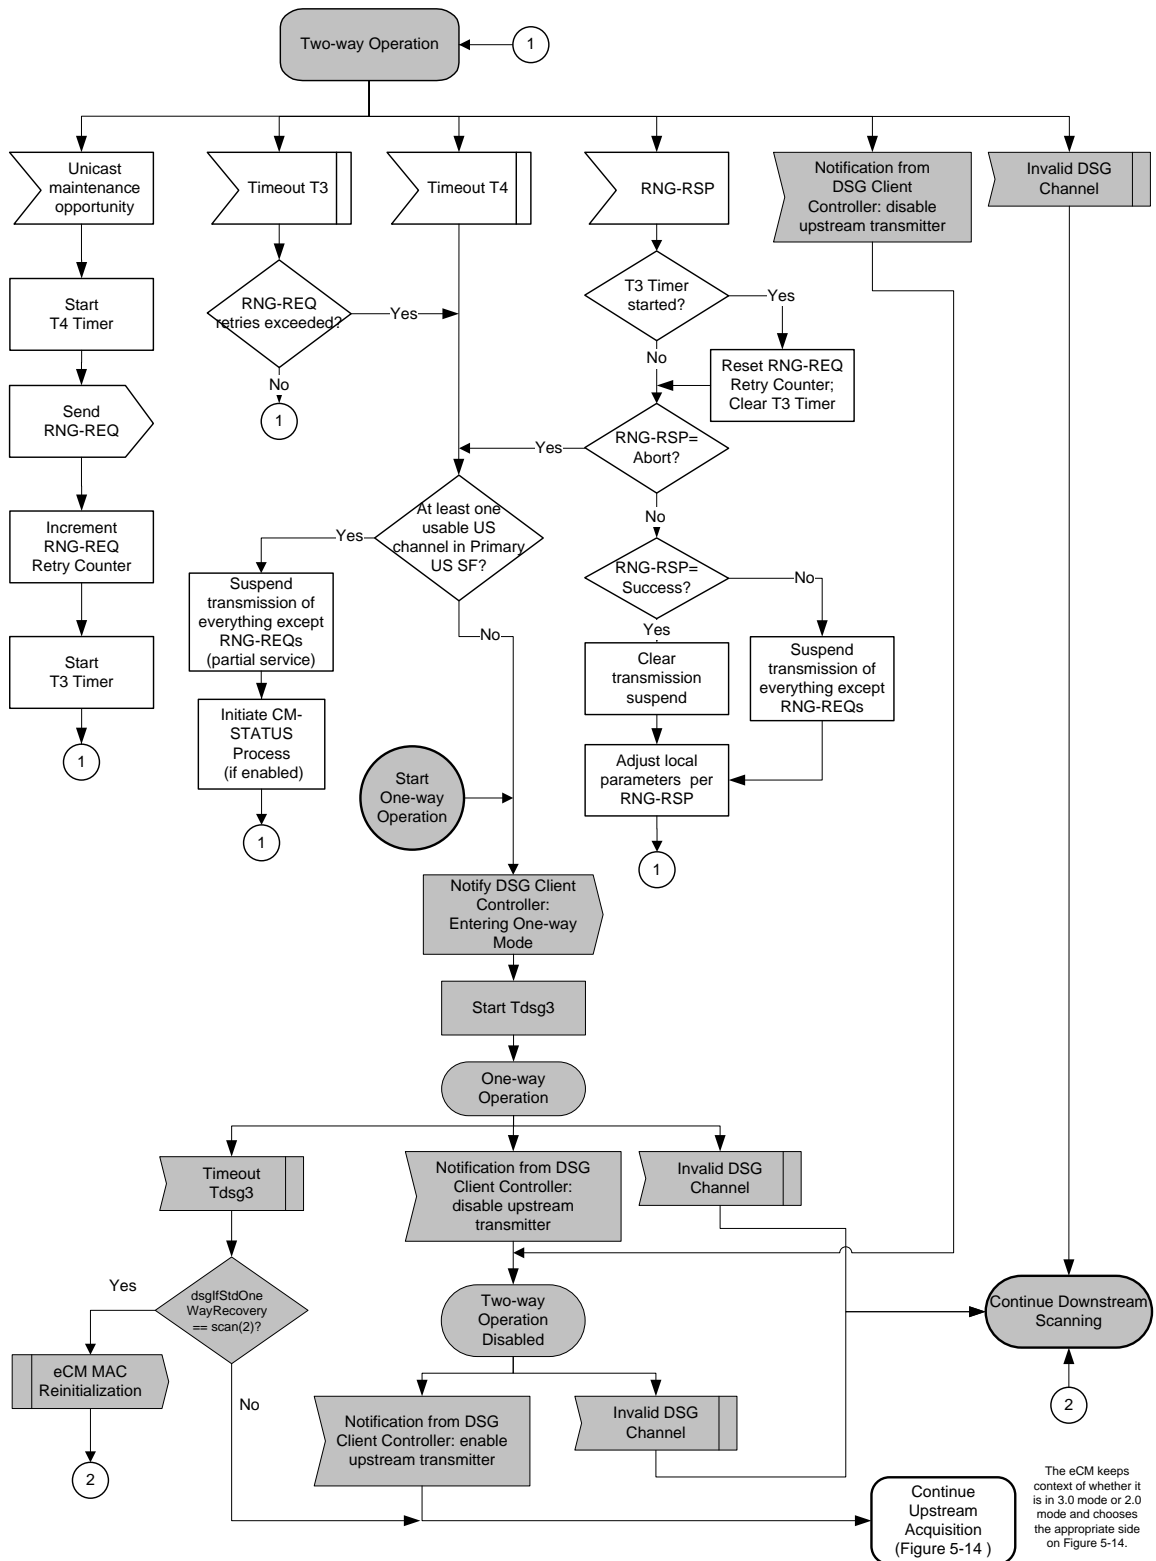 Two-way Operation
1
Unicast
maintenance
opportunity
Timeout T3
Timeout T4
RNG-RSP
Notification from
DSG Client
Controller: disable
upstream transmitter
Invalid DSG
Channel
Start
T4 Timer
RNG-REQ
retries exceeded?
Yes
No
1
T3 Timer
started?
Yes
No
Reset RNG-REQ
Retry Counter;
Clear T3 Timer
Send
RNG-REQ
RNG-RSP=
Abort?
Yes
No
At least one
usable US
channel in Primary
US SF?
Yes
No
Increment
RNG-REQ
Retry Counter
Suspend
transmission of
everything except
RNG-REQs
(partial service)
RNG-RSP=
Success?
No
Yes
Start
T3 Timer
1
Clear
transmission
suspend
Suspend
transmission of
everything except
RNG-REQs
Initiate CM-
STATUS
Process
(if enabled)
1
Adjust local
parameters per
RNG-RSP
1
Start
One-way
Operation
Notify DSG Client
Controller:
Entering One-way
Mode
Start Tdsg3
One-way
Operation
Timeout
Tdsg3
Notification from DSG
Client Controller:
disable upstream
transmitter
Invalid DSG
Channel
Yes
dsgIfStdOne
WayRecovery
== scan(2)?
No
Two-way
Operation
Disabled
Continue Downstream
Scanning
2
eCM MAC
Reinitialization
2
Notification from DSG
Client Controller: enable
upstream transmitter
Invalid DSG
Channel
Continue
Upstream
Acquisition
(Figure 5-14 )
The eCM keeps
context of whether it
is in 3.0 mode or 2.0
mode and chooses
the appropriate side
on Figure 5-14.